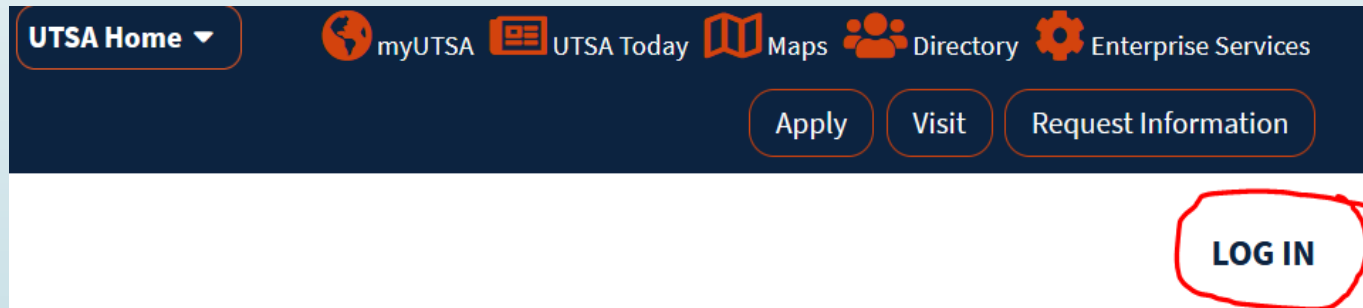 UTSA Home myUTSA UTSA Today Maps Directory Enterprise Services
Apply Visit Request Information
LOG IN